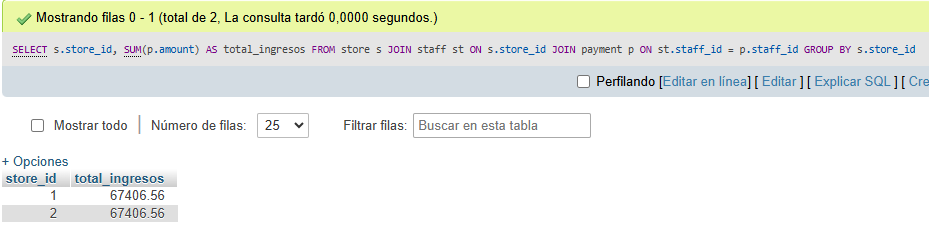 Mostrando filas 0 - 1 (total de 2, La consulta tardó 0,0000 segundos.)
SELECT s.store_id, SUM(p.amount) AS total_ingresos FROM store s JOIN staff st ON s.store_id JOIN payment p ON st.staff_id = p.staff_id GROUP BY s.store_id
Perfilando [Editar en línea] [ Editar ] [ Explicar SQL ] [ Cre
Mostrar todo | Número de filas: 25 Filtrar filas: Buscar en esta tabla
+ Opciones
store_id total_ingresos
1 67406.56
2 67406.56